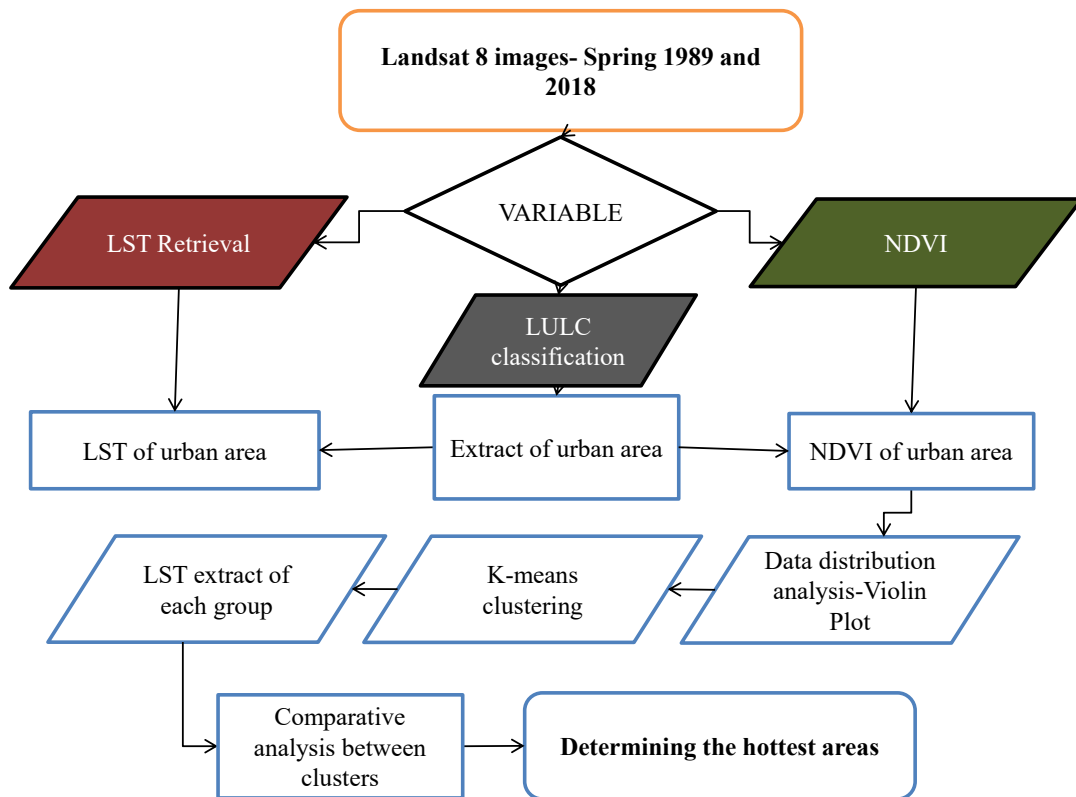 Landsat 8 images- Spring 1989 and
2018
VARIABLE
LST Retrieval
NDVI
LULC
classification
LST of urban area
Extract of urban area
NDVI of urban area
LST extract of
each group
K-means
clustering
Data distribution
analysis-Violin
Plot
Comparative
analysis between
clusters
Determining the hottest areas